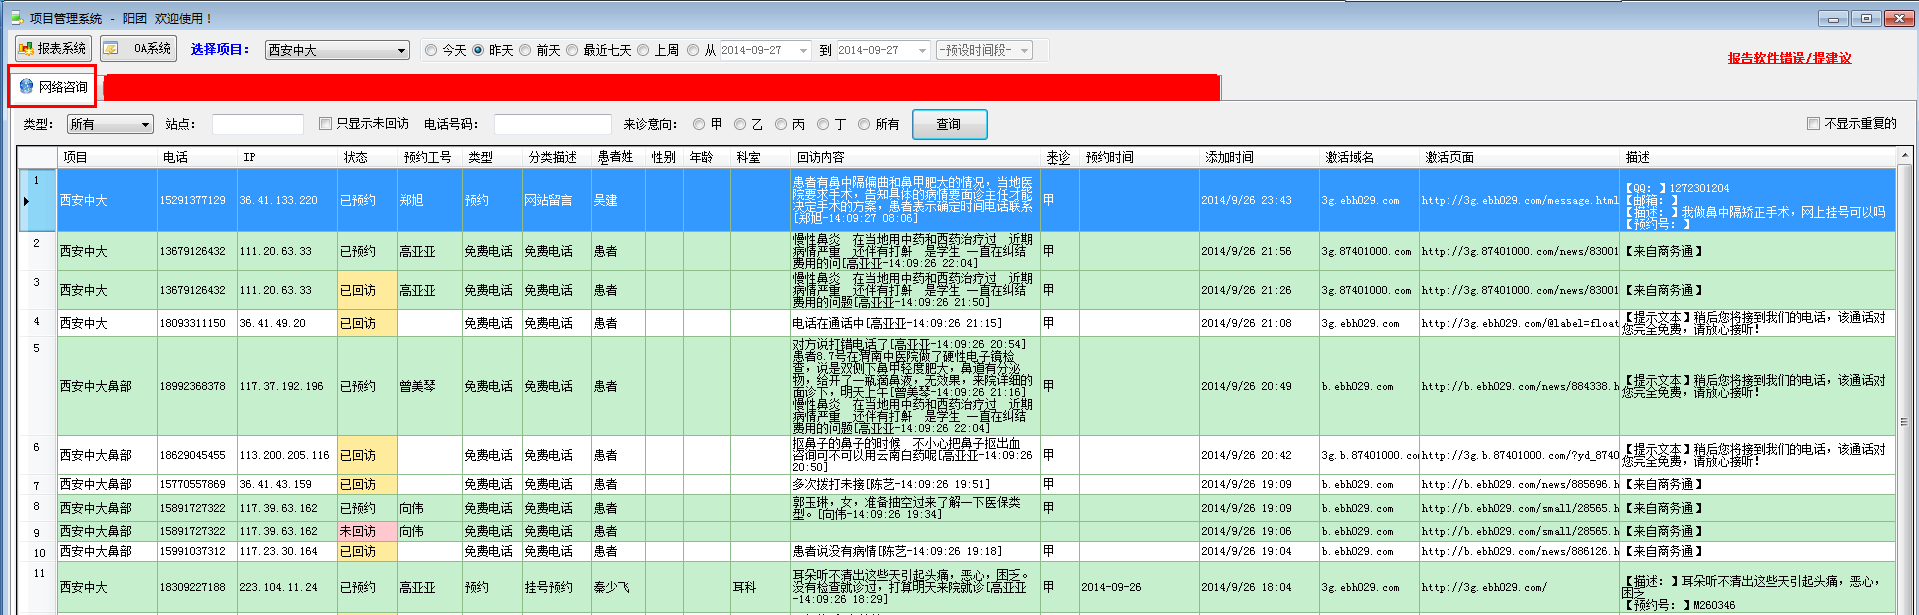 项目管理系统 - 阳团 欢迎使用！
报表系统 OA系统 选择项目： 西安中大 今天 昨天 前天 最近七天 上周 从 2014-09-27 到 2014-09-27 -预设时间段-
报告软件错误/提建议
网络咨询
类型： 所有 站点： 只显示未回访 电话号码： 来诊意向： 甲 乙 丙 丁 所有 查询 不显示重复的
项目 电话 IP 状态 预约工号 类型 分类描述 患者姓 性别 年龄 科室 回访内容 来诊 预约时间 添加时间 激活域名 激活页面 描述
1 西安中大 15291377129 36.41.133.220 已预约 郑旭 预约 网站留言 吴建
患者有鼻中隔偏曲和鼻甲肥大的情况，当地医
院要求手术，告知具体的病情要面诊主任才能
决定手术的方案，患者表示确定时间电话联系
[郑旭-14:09:27 08:06]
甲 2014/9/26 23:43 3g.ebh029.com http://3g.ebh029.com/message.html
【QQ：】1272301204
【邮箱：】
【描述：】我做鼻中隔矫正手术，网上挂号可以吗
【预约号：】
2 西安中大 13679126432 111.20.63.33 已预约 高亚亚 免费电话 免费电话 患者
慢性鼻炎 在当地用中药和西药治疗过 近期
病情严重 还伴有打鼾 是学生 一直在纠结
费用的问[高亚亚-14:09:26 22:04]
甲 2014/9/26 21:56 3g.87401000.com http://3g.87401000.com/news/83001 【来自商务通】
3 西安中大 13679126432 111.20.63.33 已回访 高亚亚 免费电话 免费电话 患者
慢性鼻炎 在当地用中药和西药治疗过 近期
病情严重 还伴有打鼾 是学生 一直在纠结
费用的问题[高亚亚-14:09:26 21:50]
甲 2014/9/26 21:26 3g.87401000.com http://3g.87401000.com/news/83001 【来自商务通】
4 西安中大 18093311150 36.41.49.20 已回访 免费电话 免费电话 患者 电话在通话中[高亚亚-14:09:26 21:15] 甲 2014/9/26 21:08 3g.ebh029.com http://3g.ebh029.com/@label=float
【提示文本】稍后您将接到我们的电话，该通话对
您完全免费，请放心接听！
5 西安中大鼻部 18992368378 117.37.192.196 已预约 曾美琴 免费电话 免费电话 患者
对方说打错电话了[高亚亚-14:09:26 20:54]
患者8.7号在渭南中医院做了硬性电子镜检
查，说是双侧下鼻甲轻度肥大，鼻道有分泌
物，给开了一瓶滴鼻液，无效果，来院详细的
面诊下，明天上午[曾美琴-14:09:26 21:16]
慢性鼻炎 在当地用中药和西药治疗过 近期
病情严重 还伴有打鼾 是学生 一直在纠结
费用的问题[高亚亚-14:09:26 22:04]
甲 2014/9/26 20:49 b.ebh029.com http://b.ebh029.com/news/884338.h
【提示文本】稍后您将接到我们的电话，该通话对
您完全免费，请放心接听！
6 西安中大鼻部 18629045455 113.200.205.116 已回访 免费电话 免费电话 患者
抠鼻子的鼻子的时候 不小心把鼻子抠出血
咨询可不可以用云南白药呢[高亚亚-14:09:26
20:50]
甲 2014/9/26 20:42 3g.b.87401000.co http://3g.b.87401000.com/?yd_8740
【提示文本】稍后您将接到我们的电话，该通话对
您完全免费，请放心接听！
7 西安中大鼻部 15770557869 36.41.43.159 已回访 免费电话 免费电话 患者 多次拨打未接[陈艺-14:09:26 19:51] 甲 2014/9/26 19:09 b.ebh029.com http://b.ebh029.com/news/885696.h 【来自商务通】
8 西安中大鼻部 15891727322 117.39.63.162 已预约 向伟 免费电话 免费电话 患者
郭玉琳，女，准备抽空过来了解一下医保类
型。[向伟-14:09:26 19:34]
甲 2014/9/26 19:09 b.ebh029.com http://b.ebh029.com/small/28565.h 【来自商务通】
9 西安中大鼻部 15891727322 117.39.63.162 未回访 向伟 免费电话 免费电话 患者 甲 2014/9/26 19:06 b.ebh029.com http://b.ebh029.com/small/28565.h 【来自商务通】
10 西安中大鼻部 15991037312 117.23.30.164 已回访 免费电话 免费电话 患者 患者说没有病情[陈艺-14:09:26 19:18] 甲 2014/9/26 19:04 b.ebh029.com http://b.ebh029.com/news/886126.h 【来自商务通】
11 西安中大 18309227188 223.104.11.24 已预约 高亚亚 预约 挂号预约 秦少飞 耳科
耳朵听不清出这些天引起头痛，恶心，困乏。
没有检查就诊过，打算明天来院就诊[高亚亚
-14:09:26 18:29]
甲 2014-09-26 2014/9/26 18:04 3g.ebh029.com http://3g.ebh029.com/
【描述：】耳朵听不清出这些天引起头痛，恶心，
困乏
【预约号：】M260346